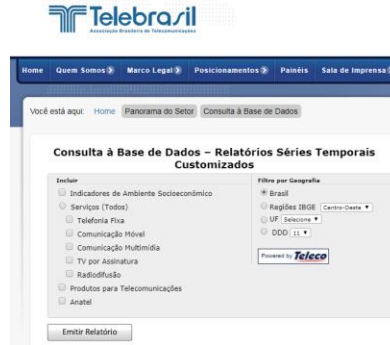 Telebrasil
Associação Brasileira de Telecomunicações
Home Quem Somos Marco Legal Posicionamentos Painéis Sala de Imprensa
Você está aqui: Home Panorama do Setor Consulta à Base de Dados
Consulta à Base de Dados – Relatórios Séries Temporais
Customizados
Incluir
Indicadores de Ambiente Socioeconômico
Serviços (Todos)
Telefonia Fixa
Comunicação Móvel
Comunicação Multimídia
TV por Assinatura
Radiodifusão
Produtos para Telecomunicações
Anatel
Filtro por Geografia
Brasil
Regiões IBGE Centro-Oeste
UF Selecione
DDD 11
Powered by Teleco
Emitir Relatório